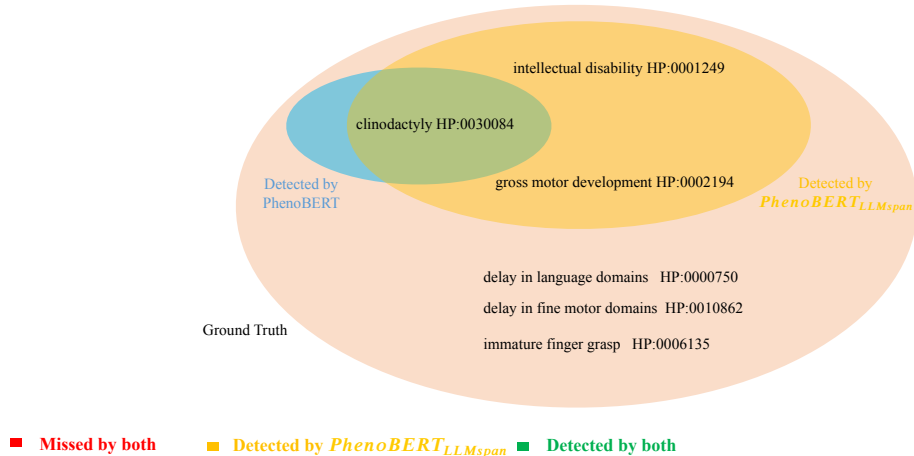 intellectual disability HP:0001249
clinodactyly HP:0030084
Detected by
PhenoBERT
gross motor development HP:0002194
Detected by
PhenoBERT_LLMspan
delay in language domains HP:0000750
delay in fine motor domains HP:0010862
Ground Truth
immature finger grasp HP:0006135
Missed by both
Detected by PhenoBERT_LLMspan
Detected by both